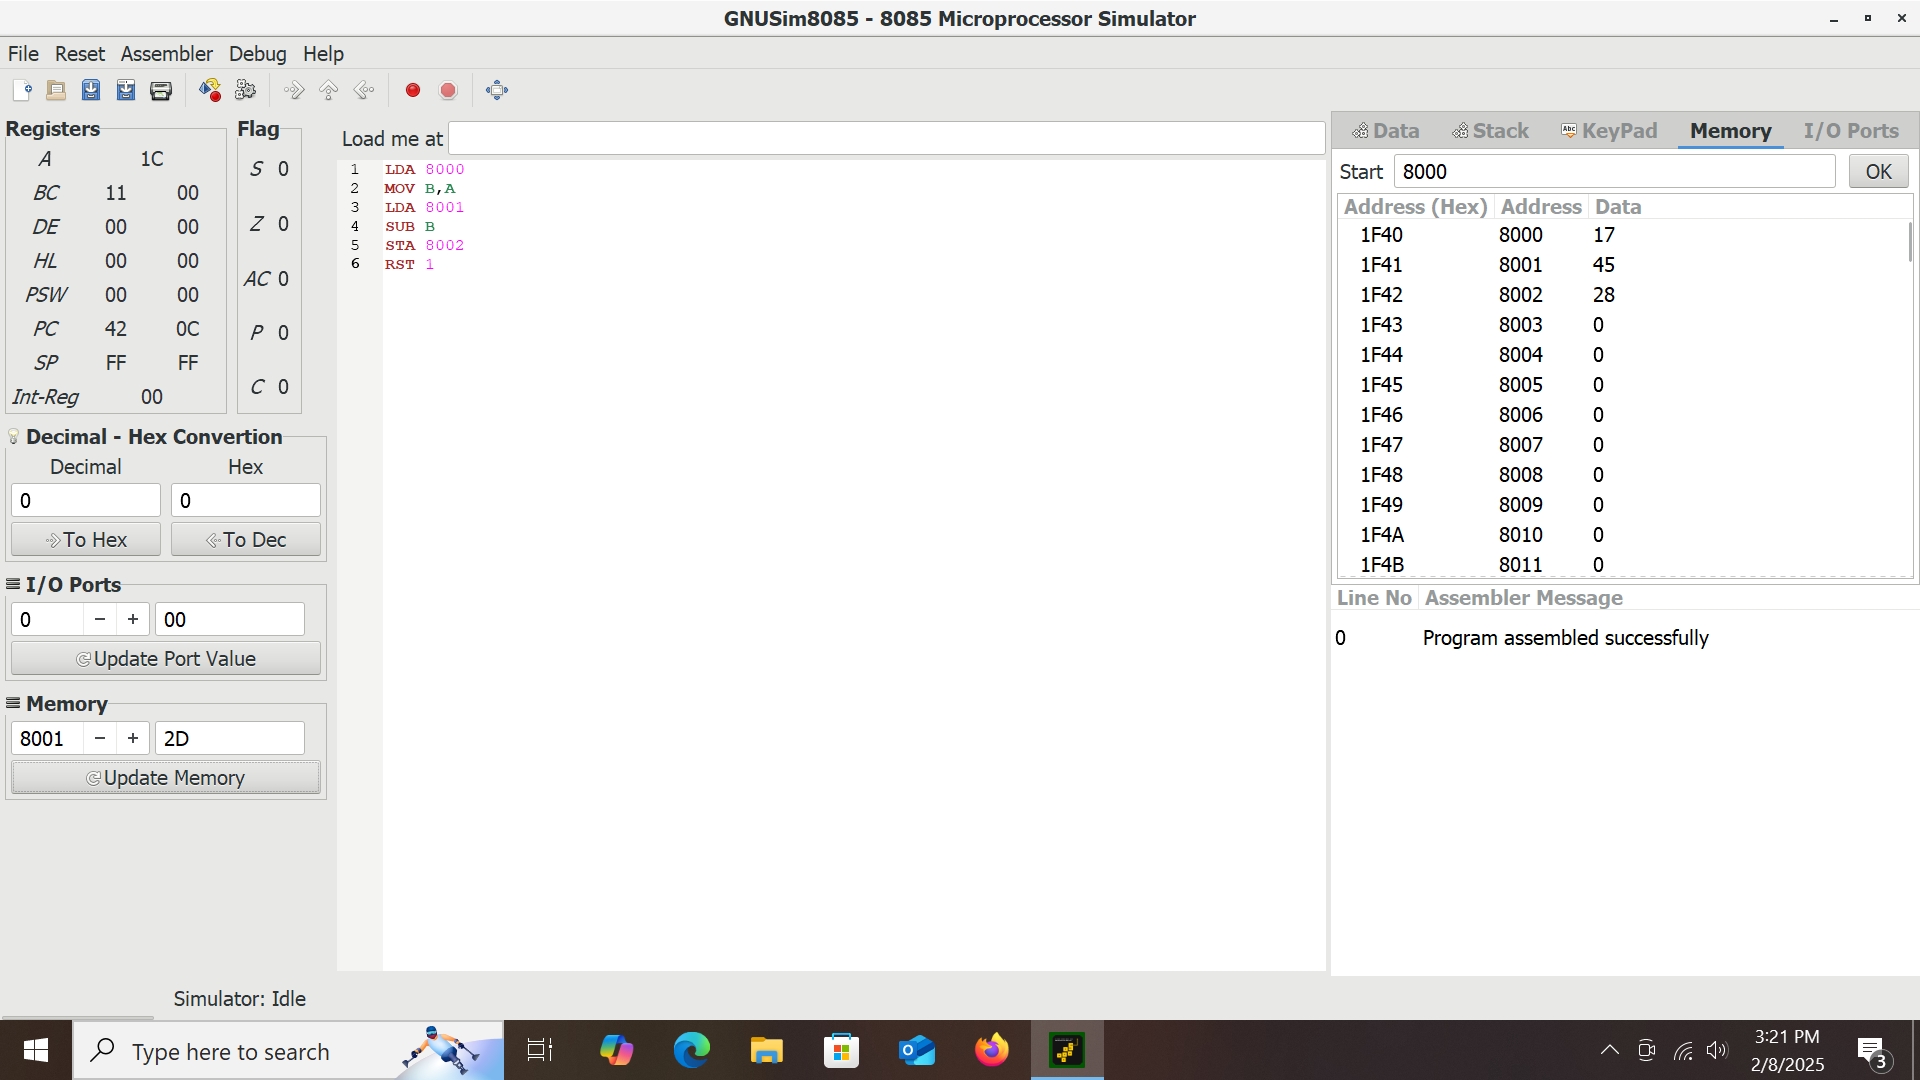 GNUSim8085 - 8085 Microprocessor Simulator
File Reset Assembler Debug Help
Registers
A 1C
BC 11 00
DE 00 00
HL 00 00
PSW 00 00
PC 42 0C
SP FF FF
Int-Reg 00
Flag
S 0
Z 0
AC 0
P 0
C 0
Decimal - Hex Convertion
Decimal Hex
0 0
To Hex To Dec
I/O Ports
0 − + 00
Update Port Value
Memory
8001 − + 2D
Update Memory
Load me at
1 LDA 8000
2 MOV B,A
3 LDA 8001
4 SUB B
5 STA 8002
6 RST 1
Data Stack Abc KeyPad Memory I/O Ports
Start 8000 OK
Address (Hex) Address Data
1F40 8000 17
1F41 8001 45
1F42 8002 28
1F43 8003 0
1F44 8004 0
1F45 8005 0
1F46 8006 0
1F47 8007 0
1F48 8008 0
1F49 8009 0
1F4A 8010 0
1F4B 8011 0
Line No Assembler Message
0 Program assembled successfully
Simulator: Idle
Type here to search
3:21 PM
2/8/2025
3